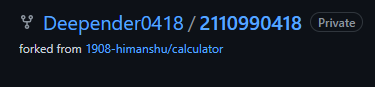 Deepender0418 / 2110990418 Private
forked from 1908-himanshu/calculator